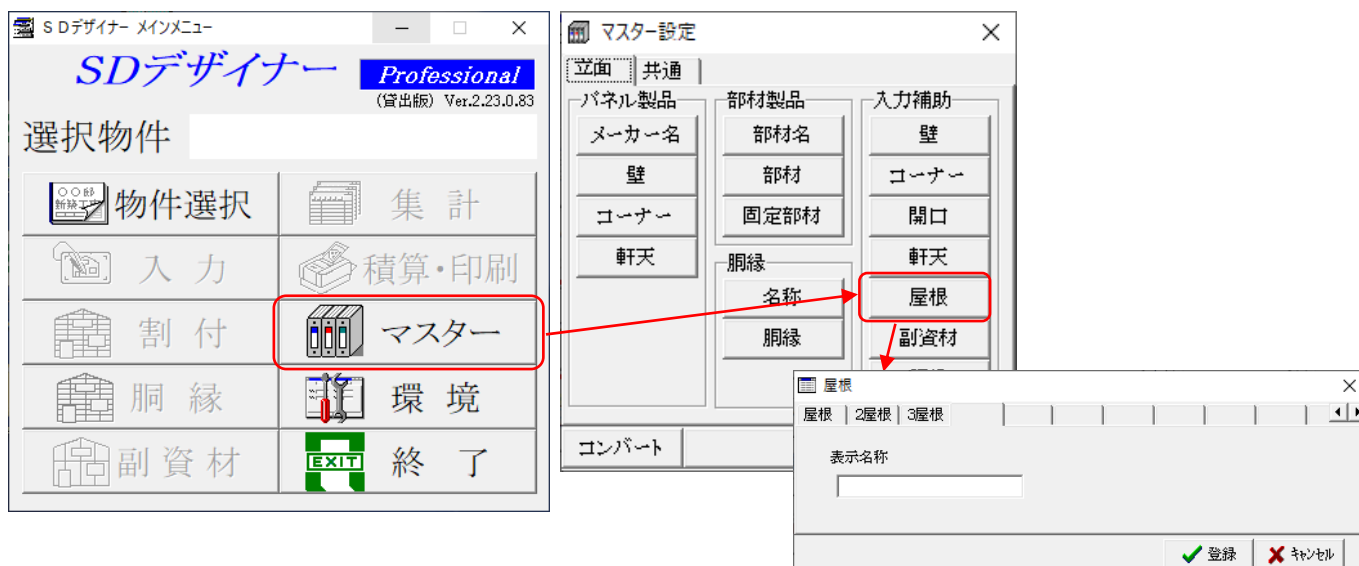 SDデザイナー メインメニュー
SDデザイナー Professional
(貸出版) Ver.2.23.0.83
選択物件
物件選択
集 計
入 力
積算・印刷
割 付
マスター
胴 縁
環 境
副資材
EXIT
終 了
マスター設定
立面 共通
パネル製品
メーカー名
壁
コーナー
軒天
部材製品
部材名
部材
固定部材
胴縁
名称
胴縁
入力補助
壁
コーナー
開口
軒天
屋根
副資材
コンバート
屋根
屋根 2屋根 3屋根
表示名称
登録 キャンセル